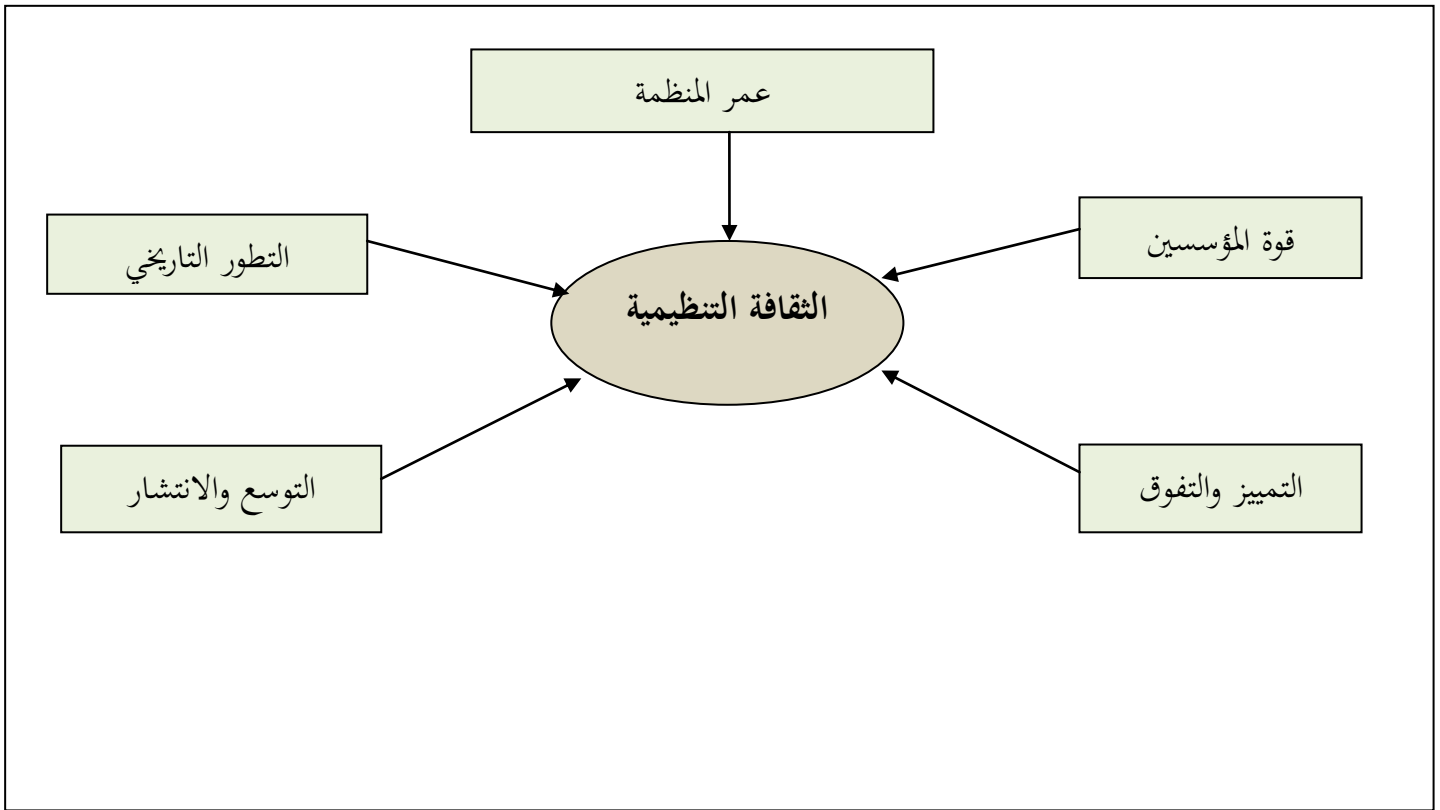 عمر المنظمة
قوة المؤسسين
التطور التاريخي
الثقافة التنظيمية
التمييز والتفوق
التوسع والانتشار